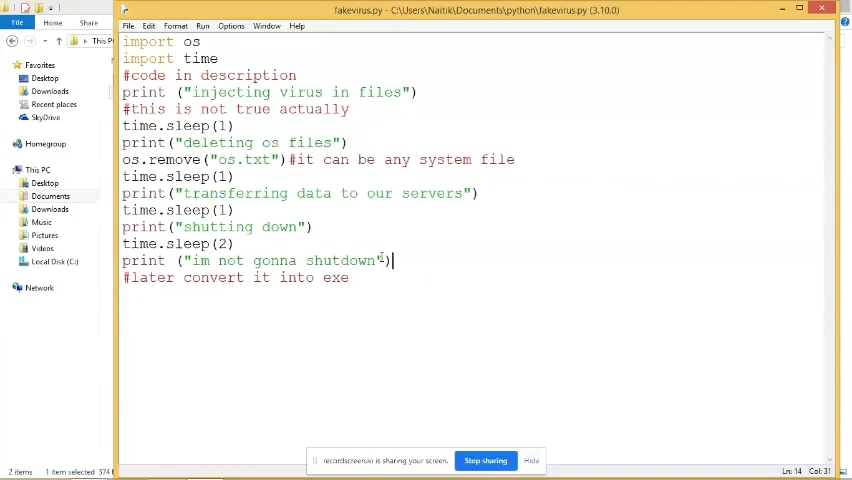 fakevirus.py - C:\Users\Naitik\Documents\python\fakevirus.py (3.10.0)
File Home Share
File Edit Format Run Options Window Help
This PC
import os
import time
#code in description
print ("injecting virus in files")
#this is not true actually
time.sleep(1)
print("deleting os files")
os.remove("os.txt")#it can be any system file
time.sleep(1)
print("transferring data to our servers")
time.sleep(1)
print("shutting down")
time.sleep(2)
print ("im not gonna shutdown")
#later convert it into exe
Favorites
Desktop
Downloads
Recent places
SkyDrive
Homegroup
This PC
Desktop
Documents
Downloads
Music
Pictures
Videos
Local Disk (C:)
Network
recordscreen.io is sharing your screen. Stop sharing Hide
2 items 1 item selected 374
Ln: 14 Col: 31